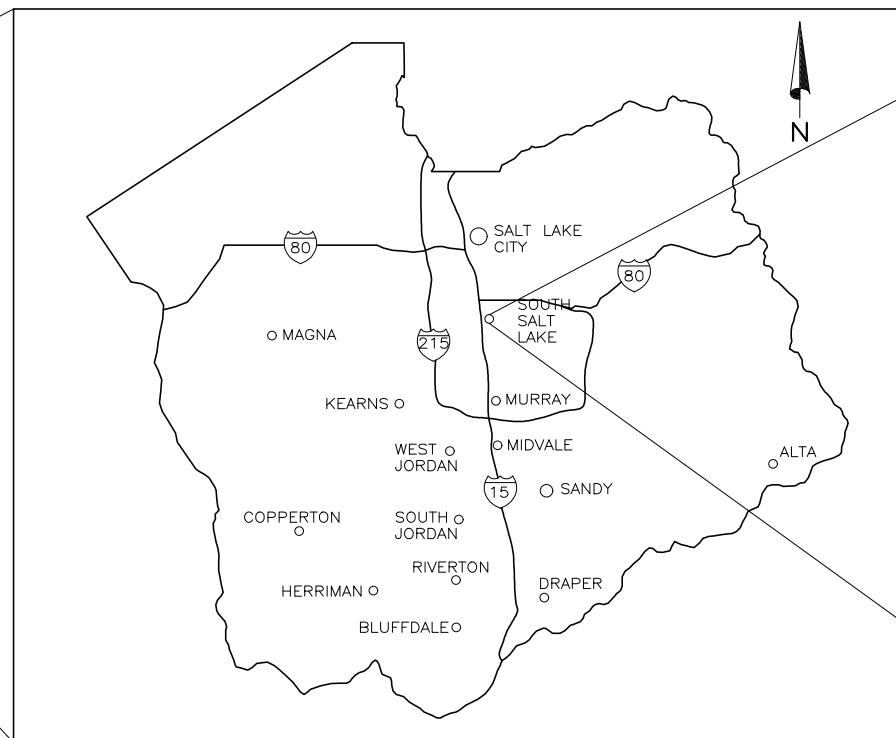 N
SALT LAKE
CITY
80
80
SOUTH
SALT
LAKE
MAGNA
215
KEARNS
MURRAY
WEST
JORDAN
MIDVALE
ALTA
15
SANDY
COPPERTON
SOUTH
JORDAN
RIVERTON
HERRIMAN
DRAPER
BLUFFDALE